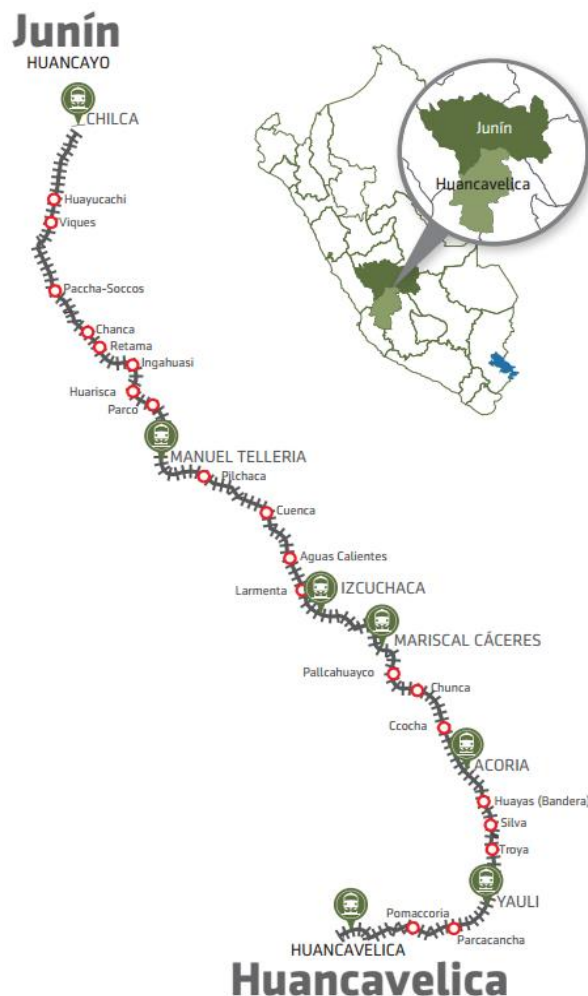 Junín
HUANCAYO
CHILCA
Huayucachi
Viques
Paccha-Soccos
Chanca
Retama
Ingahuasi
Huarisca
Parco
MANUEL TELLERIA
Pilchaca
Cuenca
Aguas Calientes
Larmenta
IZCUCHACA
MARISCAL CÁCERES
Pallcahuayco
Chunca
Ccocha
ACORIA
Huayas (Bandera)
Silva
Troya
YAULI
Parcacancha
Pomaccoria
HUANCAVELICA
Huancavelica
Junín
Huancavelica